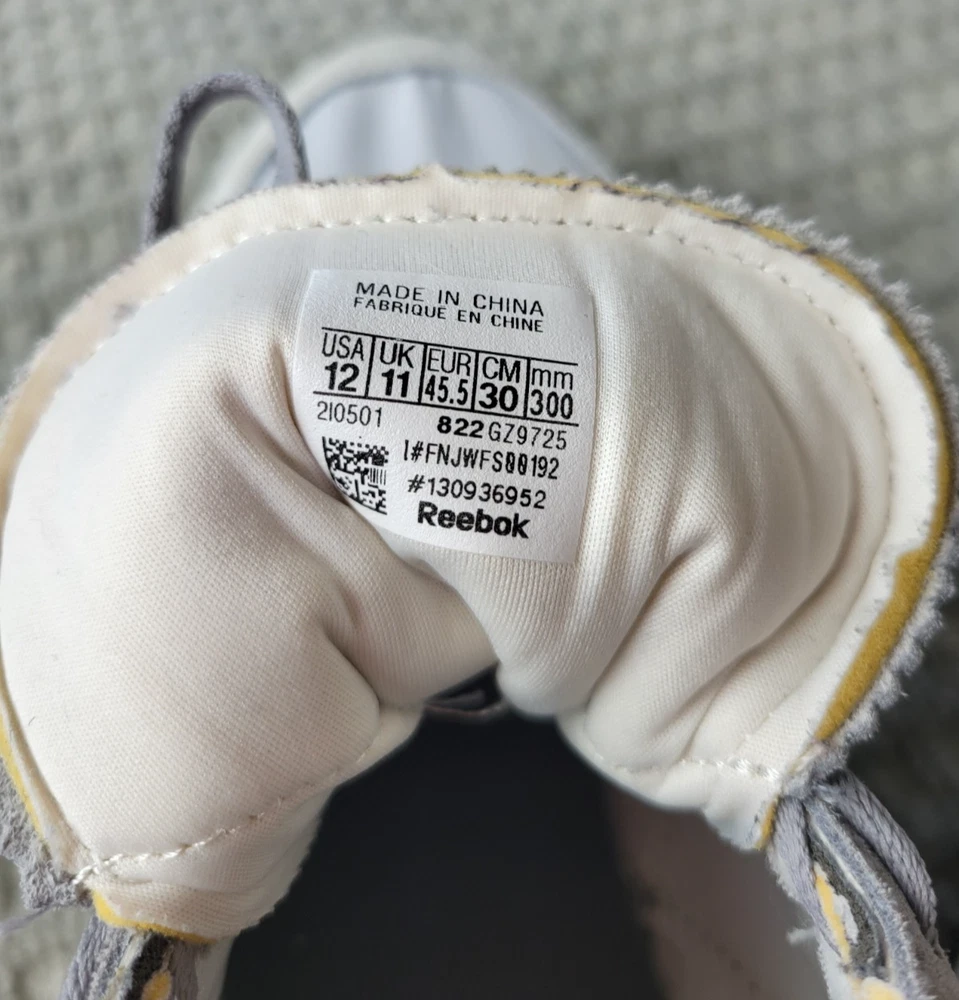 MADE IN CHINA
FABRIQUE EN CHINE
USA UK EUR CM mm
12 11 45.5 30 300
2I0501 822 GZ9725
I#FNJWFS00192
#130936952
Reebok